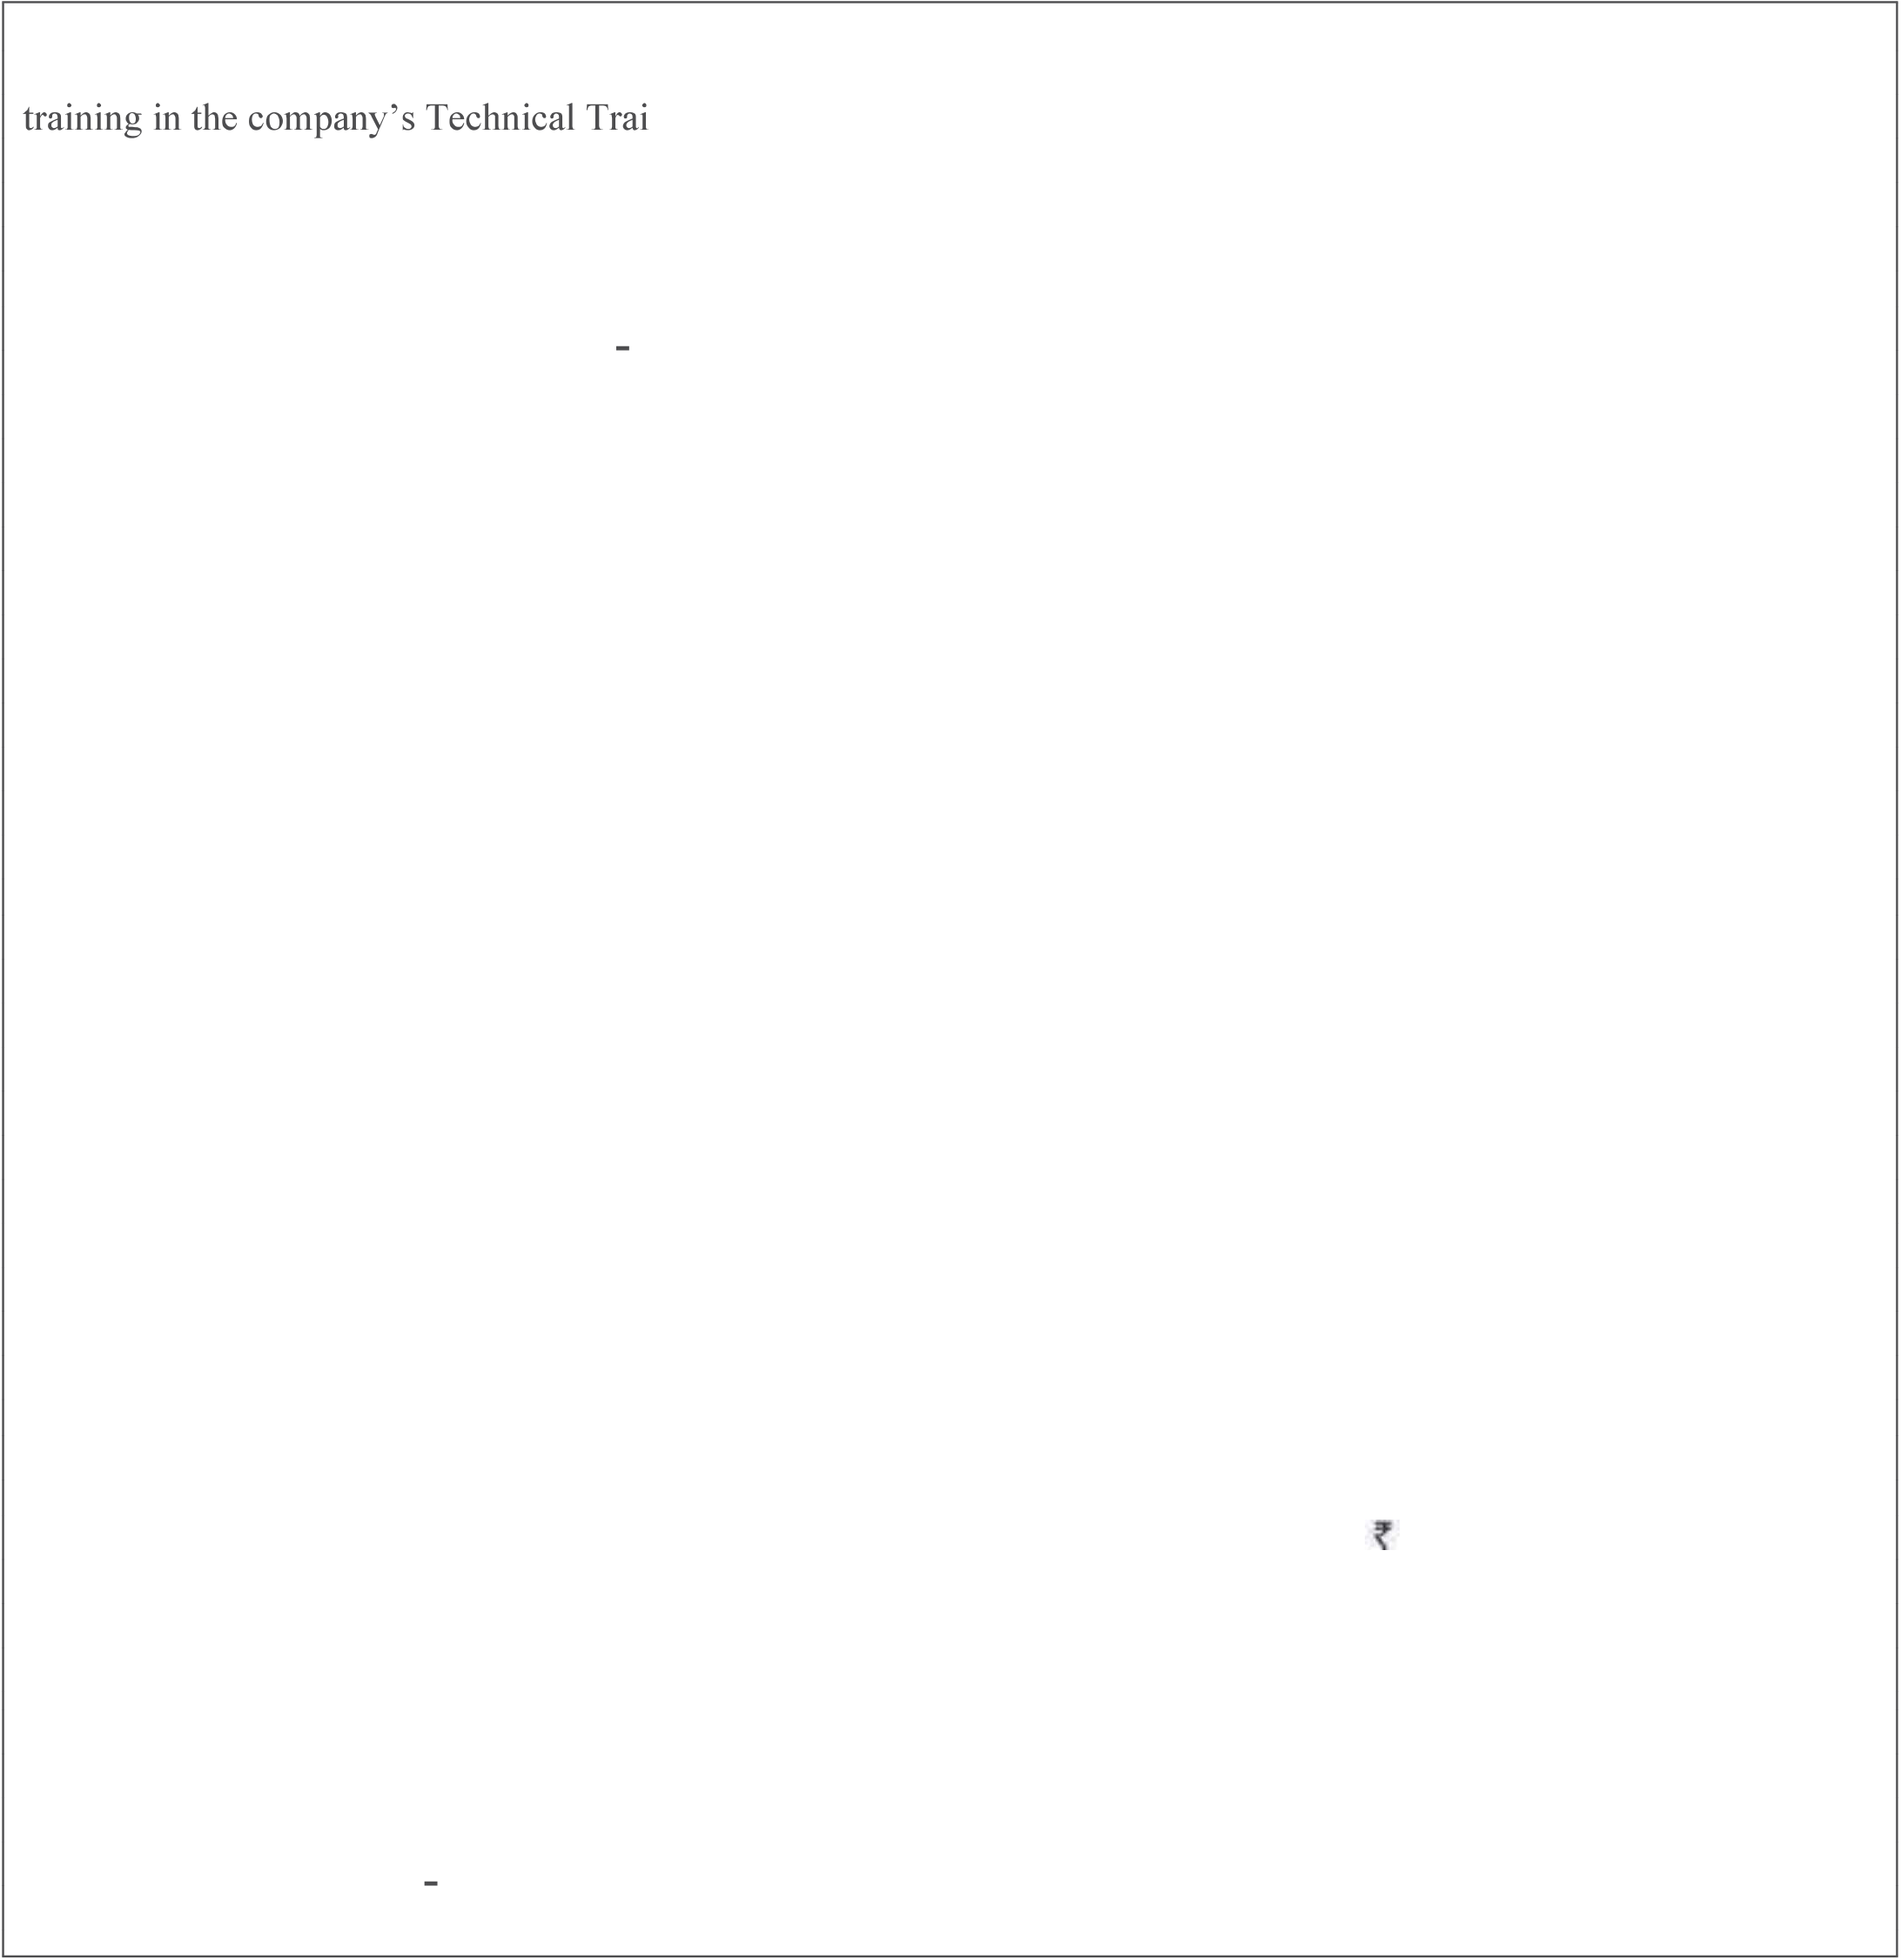 training in the company’s Technical Trai
-
₹
-